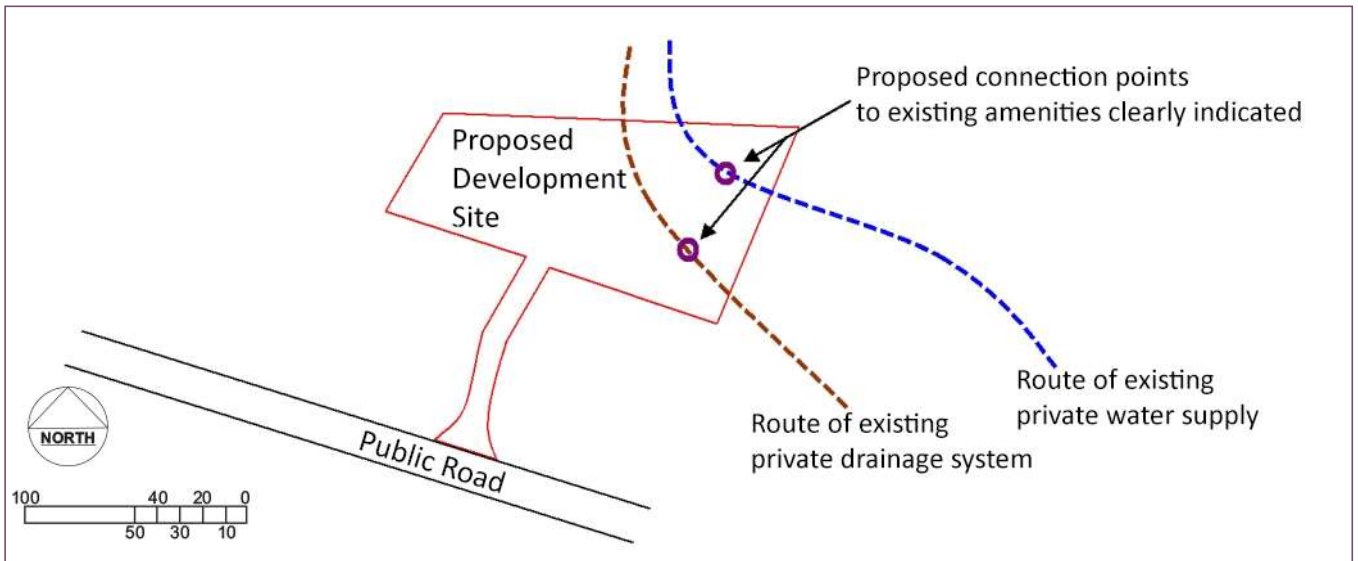 Proposed connection points
to existing amenities clearly indicated
Proposed
Development
Site
Route of existing
private water supply
Route of existing
private drainage system
Public Road
NORTH
100 40 20 0
50 30 10